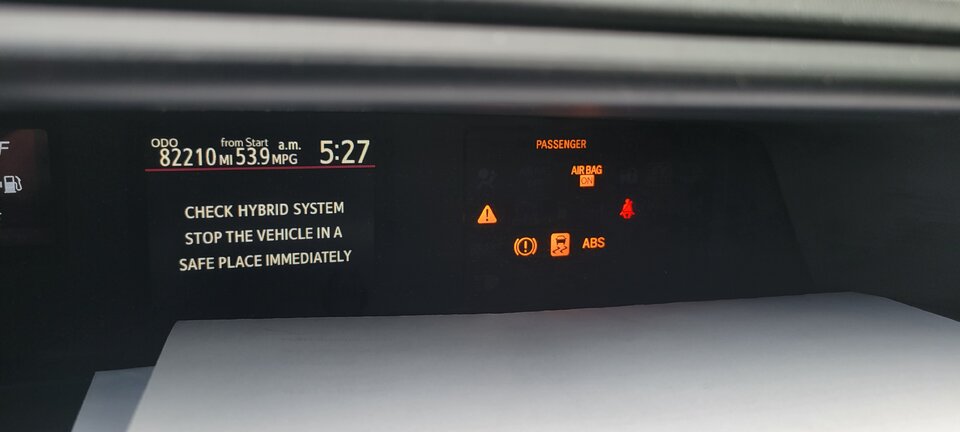 F
ODO from Start a.m. 5:27
82210 MI 53.9 MPG
PASSENGER
AIR BAG
ON
CHECK HYBRID SYSTEM
STOP THE VEHICLE IN A
SAFE PLACE IMMEDIATELY
ABS